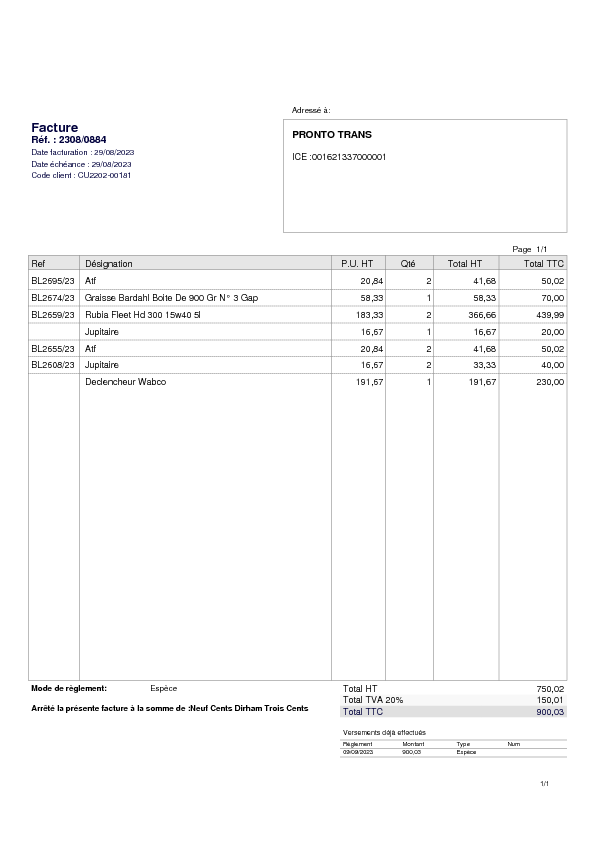 Adressé à:
Facture
Réf. : 2308/0884
Date facturation : 29/08/2023
Date échéance : 29/08/2023
Code client : CU2202-00181
PRONTO TRANS
ICE :001621337000001
Page 1/1
Ref Désignation P.U. HT Qté Total HT Total TTC
BL2695/23 Atf 20,84 2 41,68 50,02
BL2674/23 Graisse Bardahl Boite De 900 Gr N° 3 Gap 58,33 1 58,33 70,00
BL2659/23 Rubia Fleet Hd 300 15w40 5l 183,33 2 366,66 439,99
Jupitaire 16,67 1 16,67 20,00
BL2655/23 Atf 20,84 2 41,68 50,02
BL2608/23 Jupitaire 16,67 2 33,33 40,00
Declencheur Wabco 191,67 1 191,67 230,00
Mode de règlement: Espèce
Arrêté la présente facture à la somme de :Neuf Cents Dirham Trois Cents
Total HT 750,02
Total TVA 20% 150,01
Total TTC 900,03
Versements déjà effectués
Règlement Montant Type Num
09/09/2023 900,03 Espèce
1/1